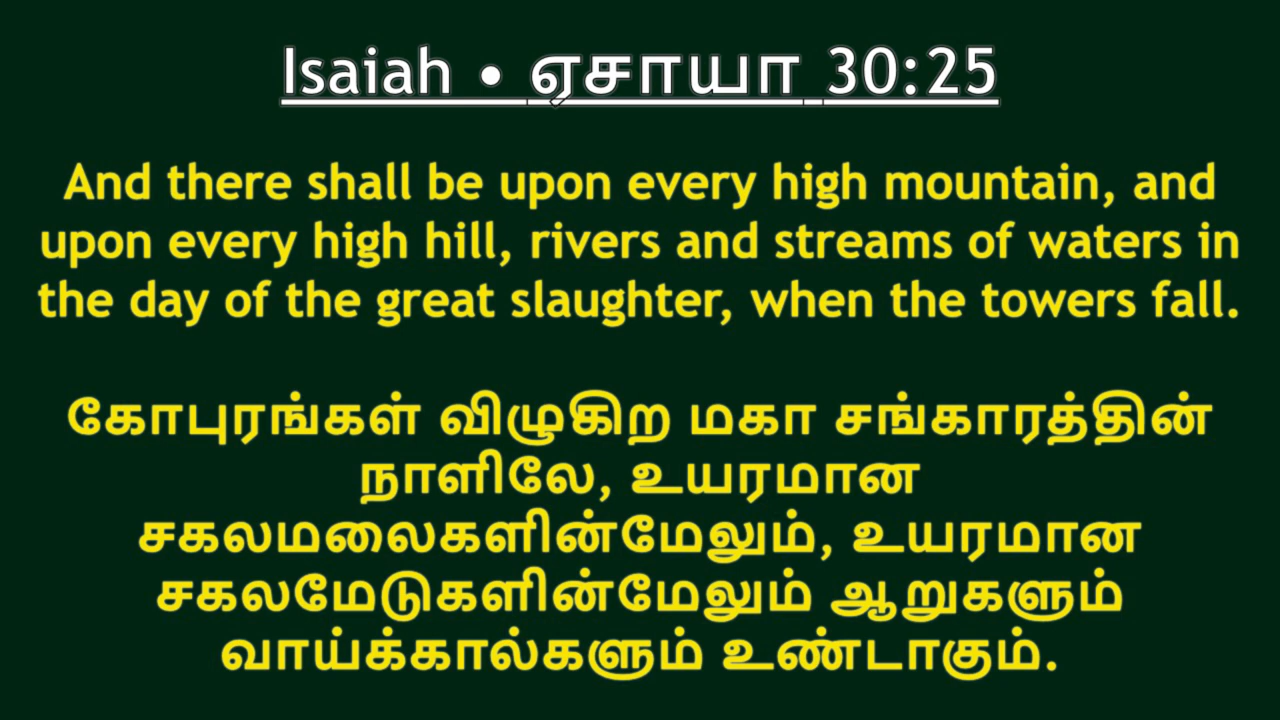 Isaiah • ஏசாயா 30:25
And there shall be upon every high mountain, and
upon every high hill, rivers and streams of waters in
the day of the great slaughter, when the towers fall.
கோபுரங்கள் விழுகிற மகா சங்காரத்தின்
நாளிலே, உயரமான
சகலமலைகளின்மேலும், உயரமான
சகலமேடுகளின்மேலும் ஆறுகளும்
வாய்க்கால்களும் உண்டாகும்.